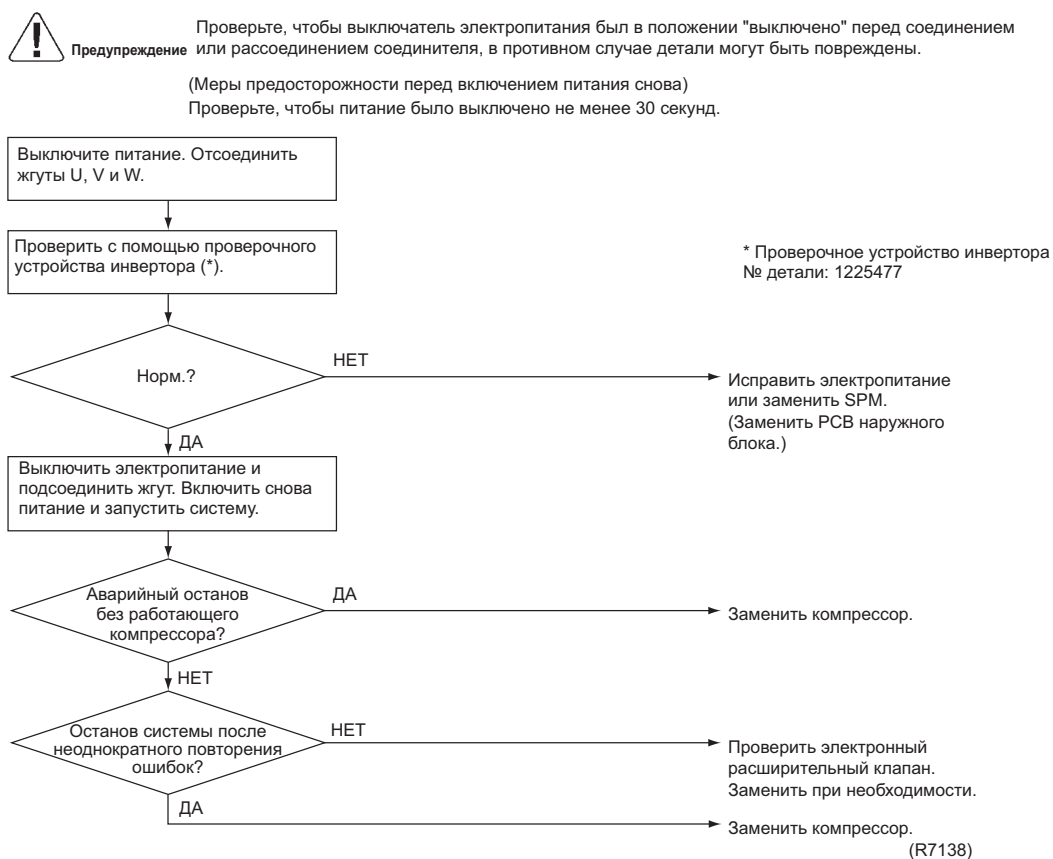 Проверьте, чтобы выключатель электропитания был в положении "выключено" перед соединением
Предупреждение или рассоединением соединителя, в противном случае детали могут быть повреждены.
(Меры предосторожности перед включением питания снова)
Проверьте, чтобы питание было выключено не менее 30 секунд.
Выключите питание. Отсоединить
жгуты U, V и W.
Проверить с помощью проверочного
устройства инвертора (*).
* Проверочное устройство инвертора
№ детали: 1225477
Норм.?
НЕТ
Исправить электропитание
или заменить SPM.
(Заменить PCB наружного
блока.)
ДА
Выключить электропитание и
подсоединить жгут. Включить снова
питание и запустить систему.
Аварийный останов
без работающего
компрессора?
ДА
Заменить компрессор.
НЕТ
Останов системы после
неоднократного повторения
ошибок?
НЕТ
Проверить электронный
расширительный клапан.
Заменить при необходимости.
ДА
Заменить компрессор.
(R7138)